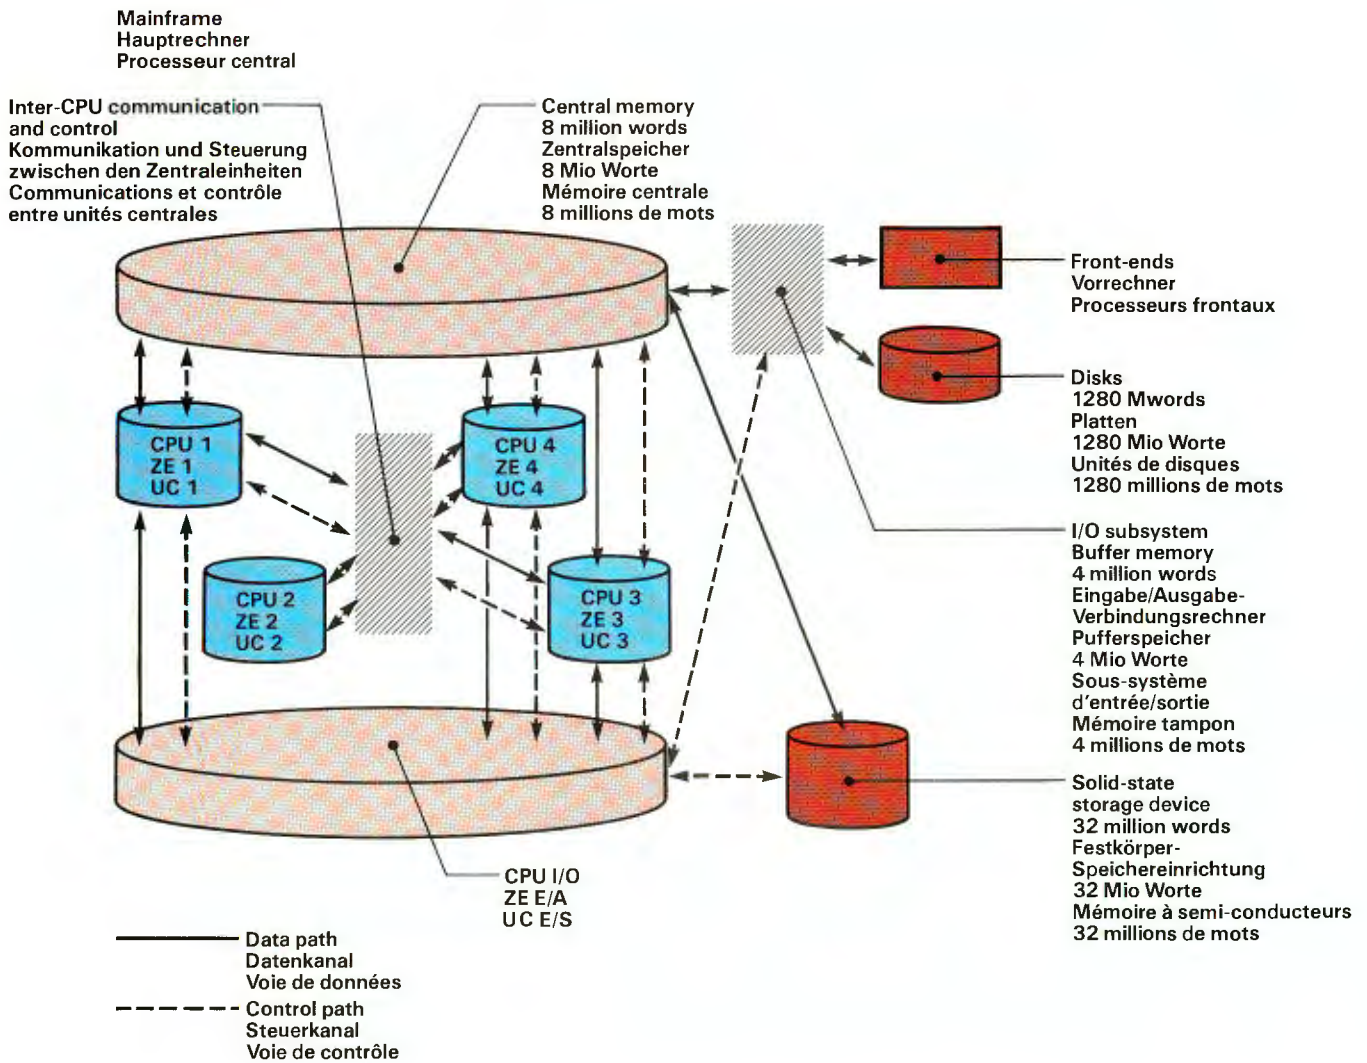 Mainframe
Hauptrechner
Processeur central
Inter-CPU communication
and control
Kommunikation und Steuerung
zwischen den Zentraleinheiten
Communications et contrôle
entre unités centrales
Central memory
8 million words
Zentralspeicher
8 Mio Worte
Mémoire centrale
8 millions de mots
Front-ends
Vorrechner
Processeurs frontaux
Disks
1280 Mwords
Platten
1280 Mio Worte
Unités de disques
1280 millions de mots
CPU 1
ZE 1
UC 1
CPU 4
ZE 4
UC 4
CPU 2
ZE 2
UC 2
CPU 3
ZE 3
UC 3
I/O subsystem
Buffer memory
4 million words
Eingabe/Ausgabe-
Verbindungsrechner
Pufferspeicher
4 Mio Worte
Sous-système
d'entrée/sortie
Mémoire tampon
4 millions de mots
Solid-state
storage device
32 million words
Festkörper-
Speichereinrichtung
32 Mio Worte
Mémoire à semi-conducteurs
32 millions de mots
CPU I/O
ZE E/A
UC E/S
Data path
Datenkanal
Voie de données
Control path
Steuerkanal
Voie de contrôle